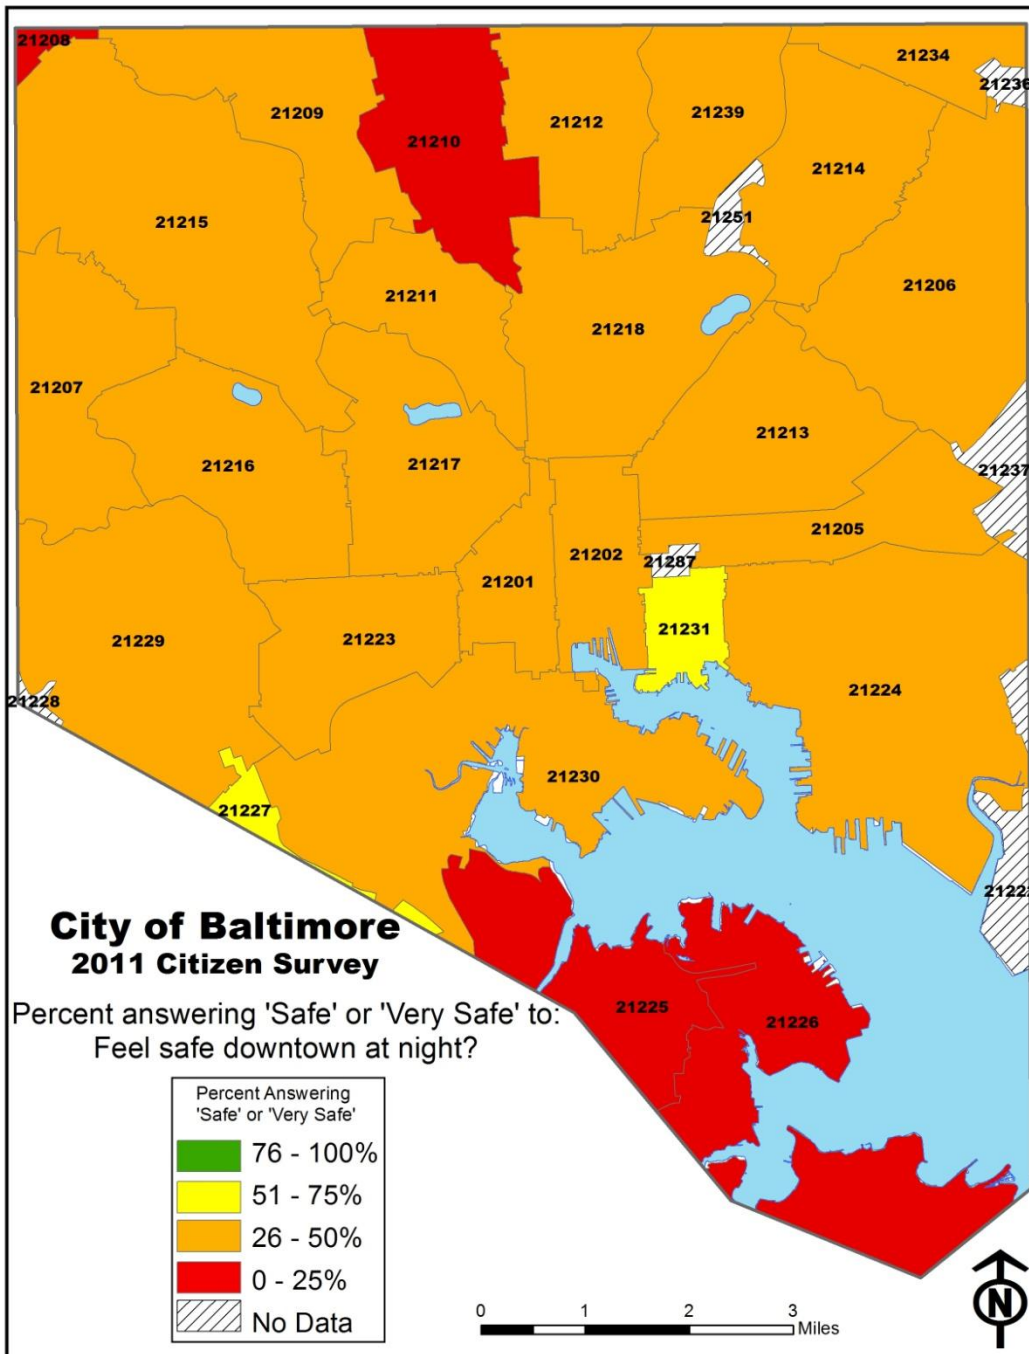 21208
21234
21236
21209
21210
21212
21239
21214
21251
21215
21206
21211
21218
21207
21213
21216
21217
21237
21205
21202
21287
21201
21231
21229
21223
21224
21228
21230
21227
21222
City of Baltimore
2011 Citizen Survey
Percent answering 'Safe' or 'Very Safe' to:
Feel safe downtown at night?
21225
21226
Percent Answering
'Safe' or 'Very Safe'
76 - 100%
51 - 75%
26 - 50%
0 - 25%
No Data
0 1 2 3
Miles
N